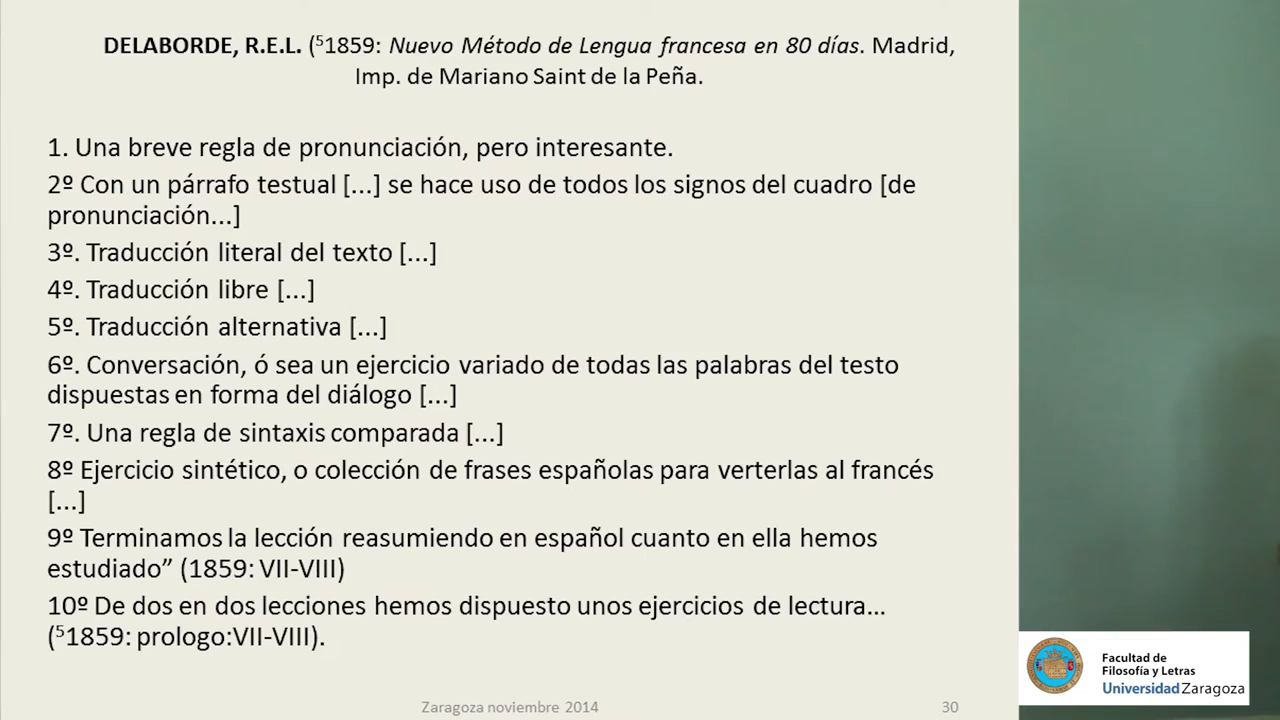 DELABORDE, R.E.L. (⁵1859: Nuevo Método de Lengua francesa en 80 días. Madrid,
Imp. de Mariano Saint de la Peña.
1. Una breve regla de pronunciación, pero interesante.
2º Con un párrafo testual [...] se hace uso de todos los signos del cuadro [de
pronunciación...]
3º. Traducción literal del texto [...]
4º. Traducción libre [...]
5º. Traducción alternativa [...]
6º. Conversación, ó sea un ejercicio variado de todas las palabras del testo
dispuestas en forma del diálogo [...]
7º. Una regla de sintaxis comparada [...]
8º Ejercicio sintético, o colección de frases españolas para verterlas al francés
[...]
9º Terminamos la lección reasumiendo en español cuanto en ella hemos
estudiado” (1859: VII-VIII)
10º De dos en dos lecciones hemos dispuesto unos ejercicios de lectura...
(⁵1859: prologo:VII-VIII).
Zaragoza noviembre 2014
30
Facultad de
Filosofía y Letras
Universidad Zaragoza